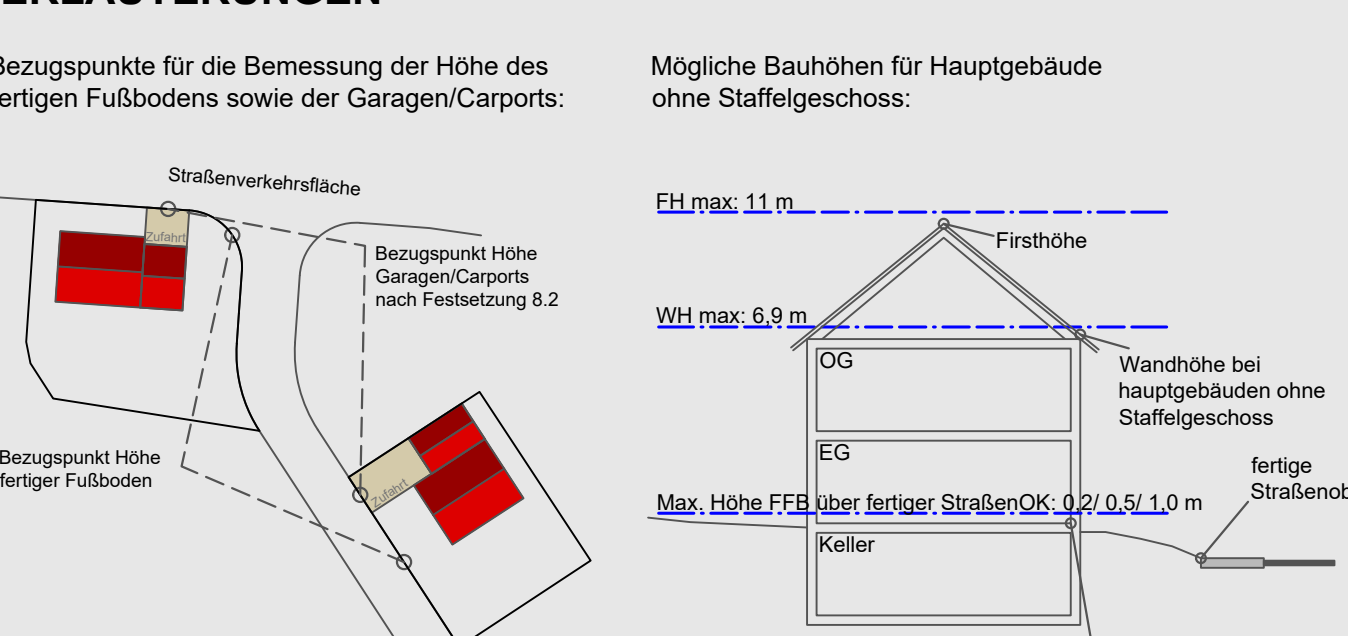 ERLÄUTERUNGEN
Bezugspunkte für die Bemessung der Höhe des
fertigen Fußbodens sowie der Garagen/Carports:
Straßenverkehrsfläche
Zufahrt
Bezugspunkt Höhe
Garagen/Carports
nach Festsetzung 8.2
Bezugspunkt Höhe
fertiger Fußboden
Zufahrt
Mögliche Bauhöhen für Hauptgebäude
ohne Staffelgeschoss:
FH max: 11 m
Firsthöhe
WH max: 6,9 m
OG
Wandhöhe bei
hauptgebäuden ohne
Staffelgeschoss
EG
fertige
Straßenob
Max. Höhe FFB über fertiger StraßenOK: 0,2/ 0,5/ 1,0 m
Keller